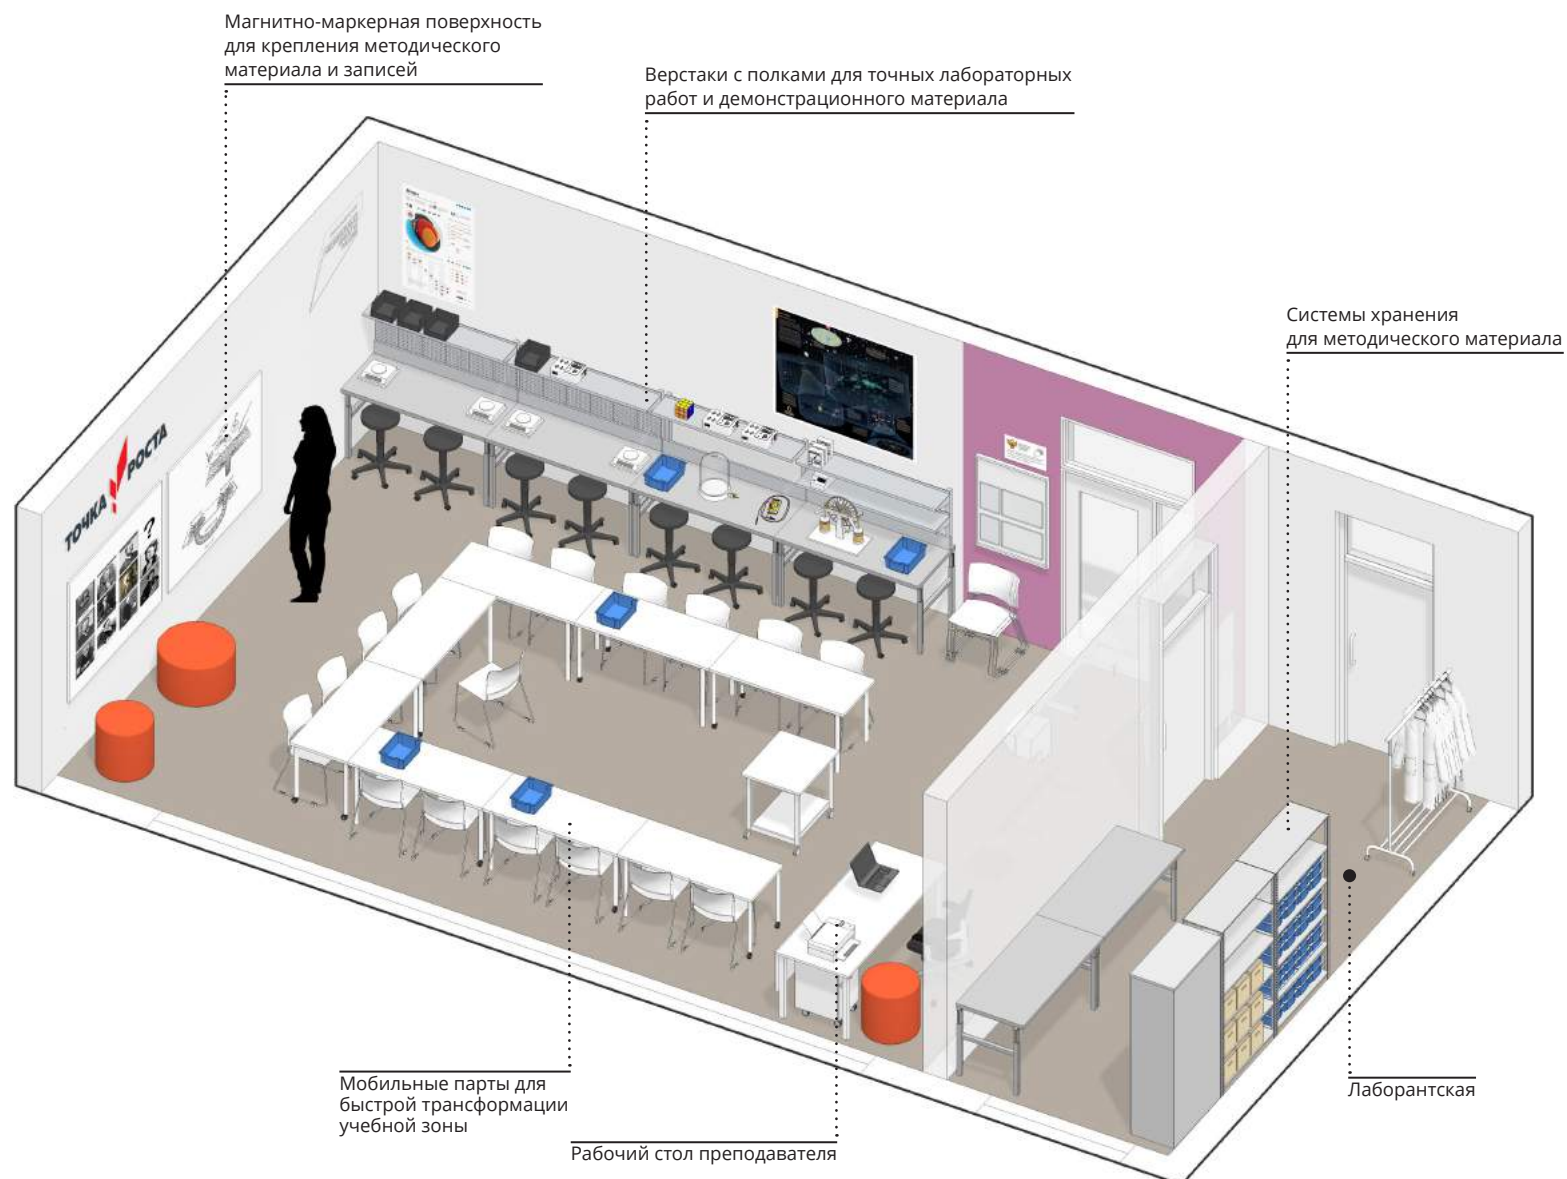 Магнитно-маркерная поверхность
для крепления методического
материала и записей
Верстаки с полками для точных лабораторных
работ и демонстрационного материала
Системы хранения
для методического материала
ТОЧКА РОСТА
?
Мобильные парты для
быстрой трансформации
учебной зоны
Рабочий стол преподавателя
Лаборантская